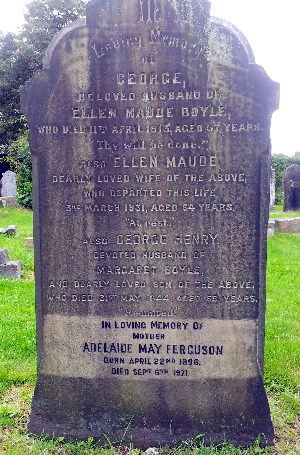 In Loving Memory
OF
GEORGE,
BELOVED HUSBAND OF
ELLEN MAUDE BOYLE,
WHO DIED 11TH APRIL 1915, AGED 57 YEARS.
"Thy will be done."
ALSO ELLEN MAUDE
DEARLY LOVED WIFE OF THE ABOVE,
WHO DEPARTED THIS LIFE
3RD MARCH 1931, AGED 64 YEARS.
"At rest."
ALSO GEORGE HENRY,
DEVOTED HUSBAND OF
MARGARET BOYLE,
AND DEARLY LOVED SON OF THE ABOVE,
WHO DIED 21ST MAY 1944, AGED YEARS.
"Reunited"
IN LOVING MEMORY OF
MOTHER
ADELAIDE MAY FERGUSON
BORN APRIL 22ND 1896.
DIED SEPT 6TH 1971.